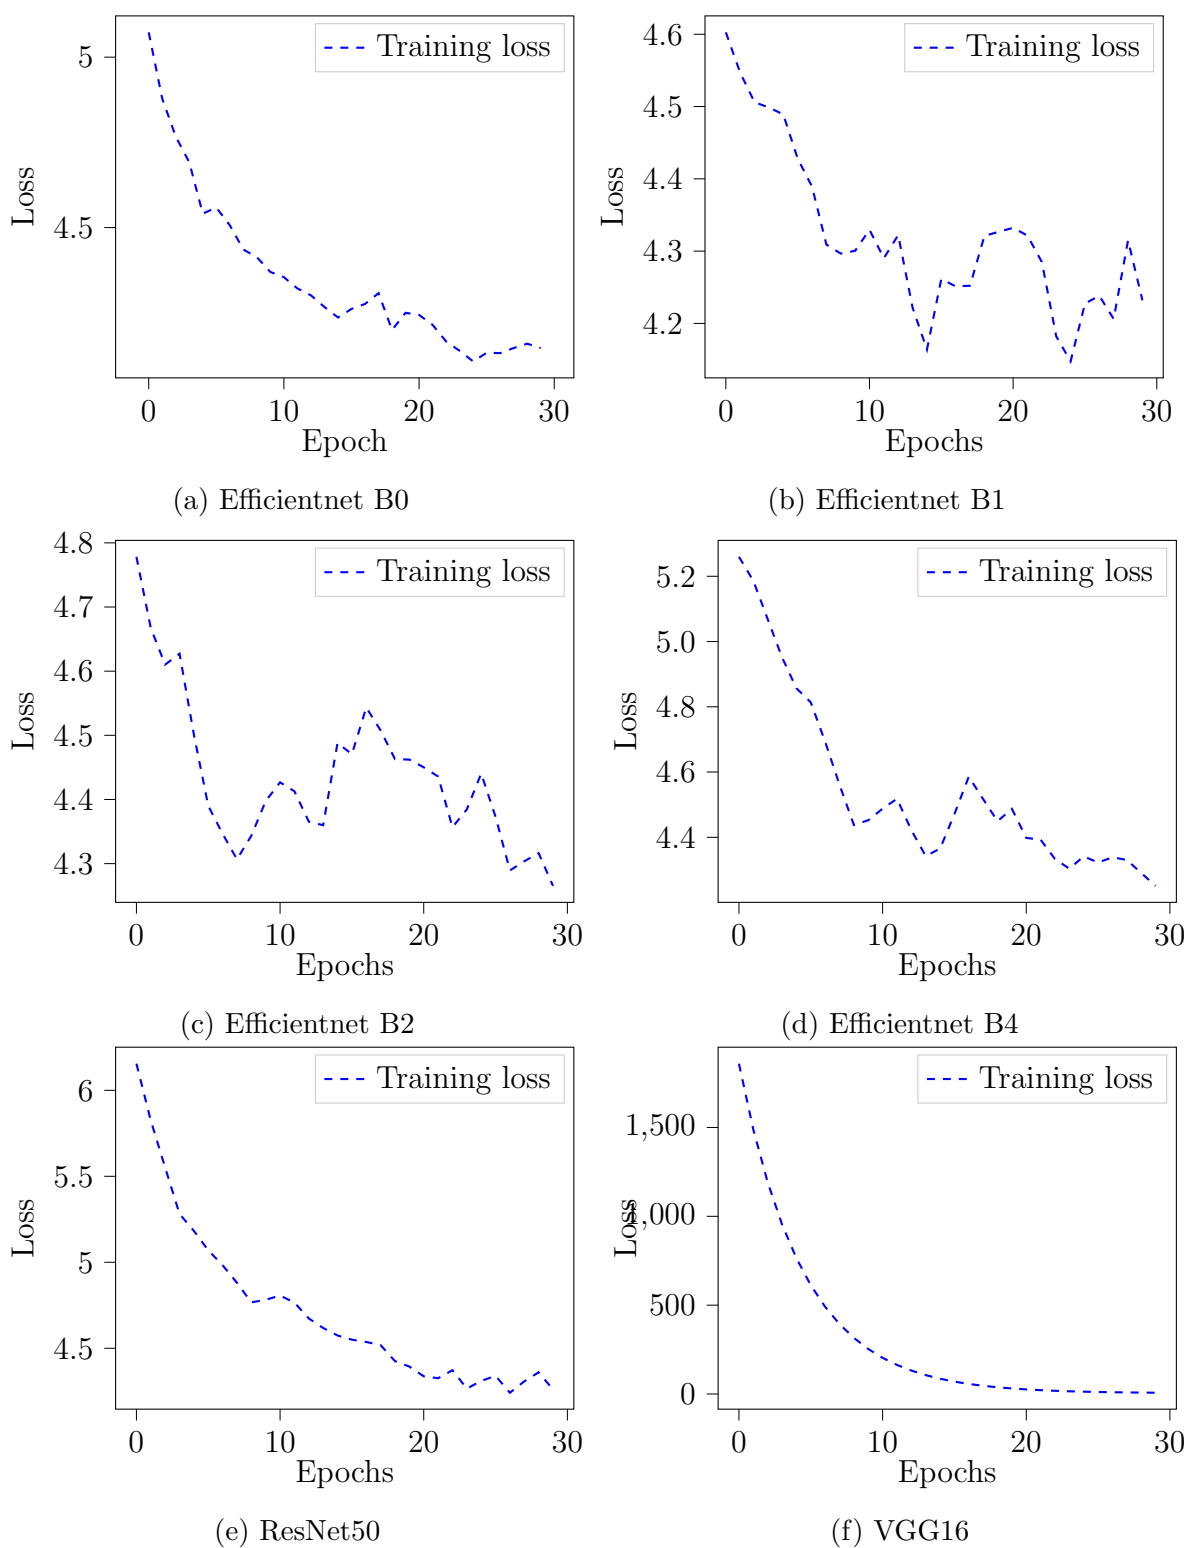 Training loss
5
4.5
Loss
0 10 20 30
Epoch
(a) Efficientnet B0
Training loss
4.6
4.5
4.4
4.3
4.2
Loss
0 10 20 30
Epochs
(b) Efficientnet B1
Training loss
4.8
4.7
4.6
4.5
4.4
4.3
Loss
0 10 20 30
Epochs
(c) Efficientnet B2
Training loss
5.2
5.0
4.8
4.6
4.4
Loss
0 10 20 30
Epochs
(d) Efficientnet B4
Training loss
6
5.5
5
4.5
Loss
0 10 20 30
Epochs
(e) ResNet50
Training loss
1,500
1,000
500
0
Loss
0 10 20 30
Epochs
(f) VGG16